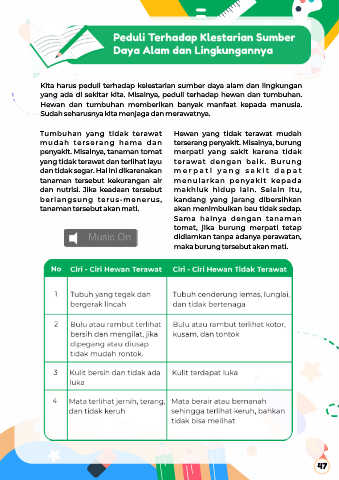 Peduli Terhadap Klestarian Sumber
Daya Alam dan Lingkungannya
Kita harus peduli terhadap kelestarian sumber daya alam dan lingkungan
yang ada di sekitar kita. Misalnya, peduli terhadap hewan dan tumbuhan.
Hewan dan tumbuhan memberikan banyak manfaat kepada manusia.
Sudah seharusnya kita menjaga dan merawatnya.
Tumbuhan yang tidak terawat
mudah terserang hama dan
penyakit. Misalnya, tanaman tomat
yang tidak terawat dan terlihat layu
dan tidak segar. Hal ini dikarenakan
tanaman tersebut kekurangan air
dan nutrisi. Jika keadaan tersebut
berlangsung terus-menerus,
tanaman tersebut akan mati.
Music On
Hewan yang tidak terawat mudah
terserang penyakit. Misalnya, burung
merpati yang sakit karena tidak
terawat dengan baik. Burung
merpati yang sakit dapat
menularkan penyakit kepada
makhluk hidup lain. Selain itu,
kandang yang jarang dibersihkan
akan menimbulkan bau tidak sedap.
Sama halnya dengan tanaman
tomat, jika burung merpati tetap
didiamkan tanpa adanya perawatan,
maka burung tersebut akan mati.
No Ciri - Ciri Hewan Terawat Ciri - Ciri Hewan Tidak Terawat
1 Tubuh yang tegak dan Tubuh cenderung lemas, lunglai,
bergerak lincah dan tidak bertenaga
2 Bulu atau rambut terlihat Bulu atau rambut terlihat kotor,
bersih dan mengilat, jika kusam, dan rontok
dipegang atau diusap
tidak mudah rontok.
3 Kulit bersih dan tidak ada Kulit terdapat luka
luka
4 Mata terlihat jernih, terang, Mata berair atau bernanah
dan tidak keruh sehingga terlihat keruh, bahkan
tidak bisa melihat
47